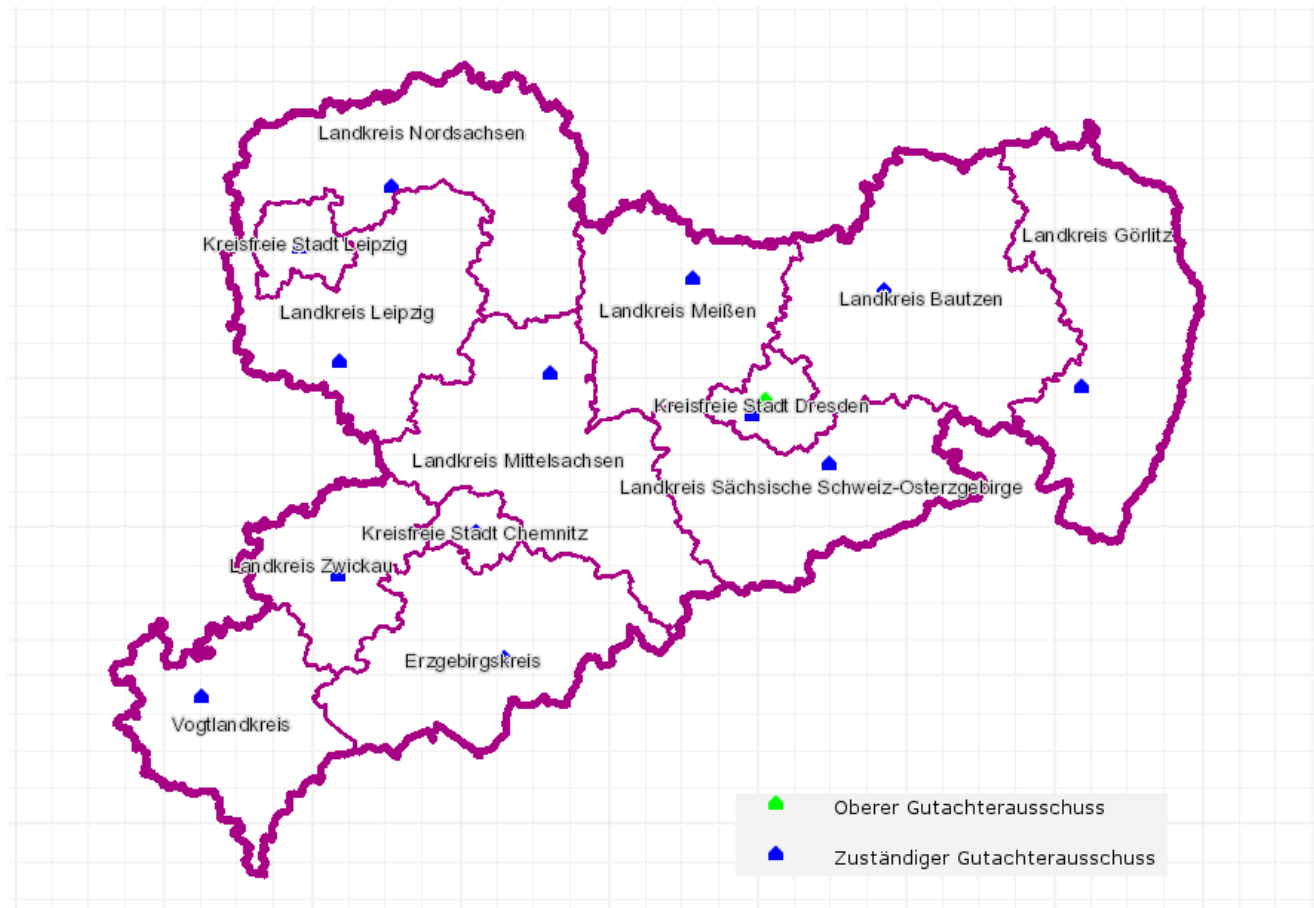 Landkreis Nordsachsen
Landkreis Görlitz
Kreisfreie Stadt Leipzig
Landkreis Bautzen
Landkreis Leipzig
Landkreis Meißen
Kreisfreie Stadt Dresden
Landkreis Mittelsachsen
Landkreis Sächsische Schweiz-Osterzgebirge
Kreisfreie Stadt Chemnitz
Landkreis Zwickau
Erzgebirgskreis
Vogtlandkreis
Oberer Gutachterausschuss
Zuständiger Gutachterausschuss